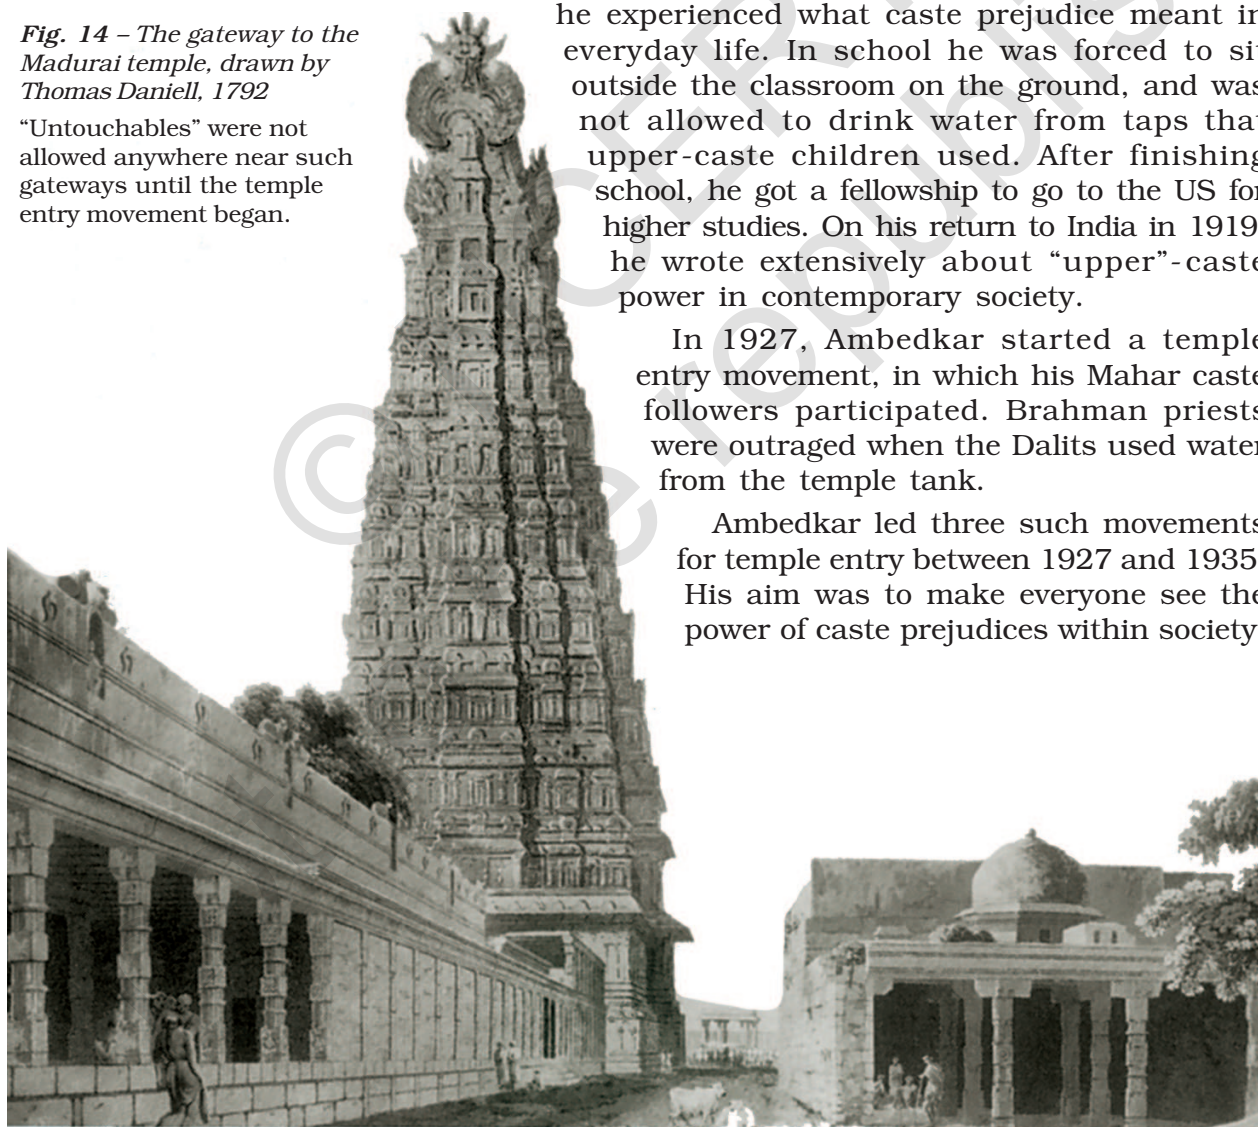 Fig. 14 – The gateway to the
Madurai temple, drawn by
Thomas Daniell, 1792
“Untouchables” were not
allowed anywhere near such
gateways until the temple
entry movement began.
he experienced what caste prejudice meant in
everyday life. In school he was forced to sit
outside the classroom on the ground, and was
not allowed to drink water from taps that
upper-caste children used. After finishing
school, he got a fellowship to go to the US for
higher studies. On his return to India in 1919
he wrote extensively about “upper”-caste
power in contemporary society.
In 1927, Ambedkar started a temple
entry movement, in which his Mahar caste
followers participated. Brahman priests
were outraged when the Dalits used water
from the temple tank.
Ambedkar led three such movements
for temple entry between 1927 and 1935
His aim was to make everyone see the
power of caste prejudices within society
© CER
e republis